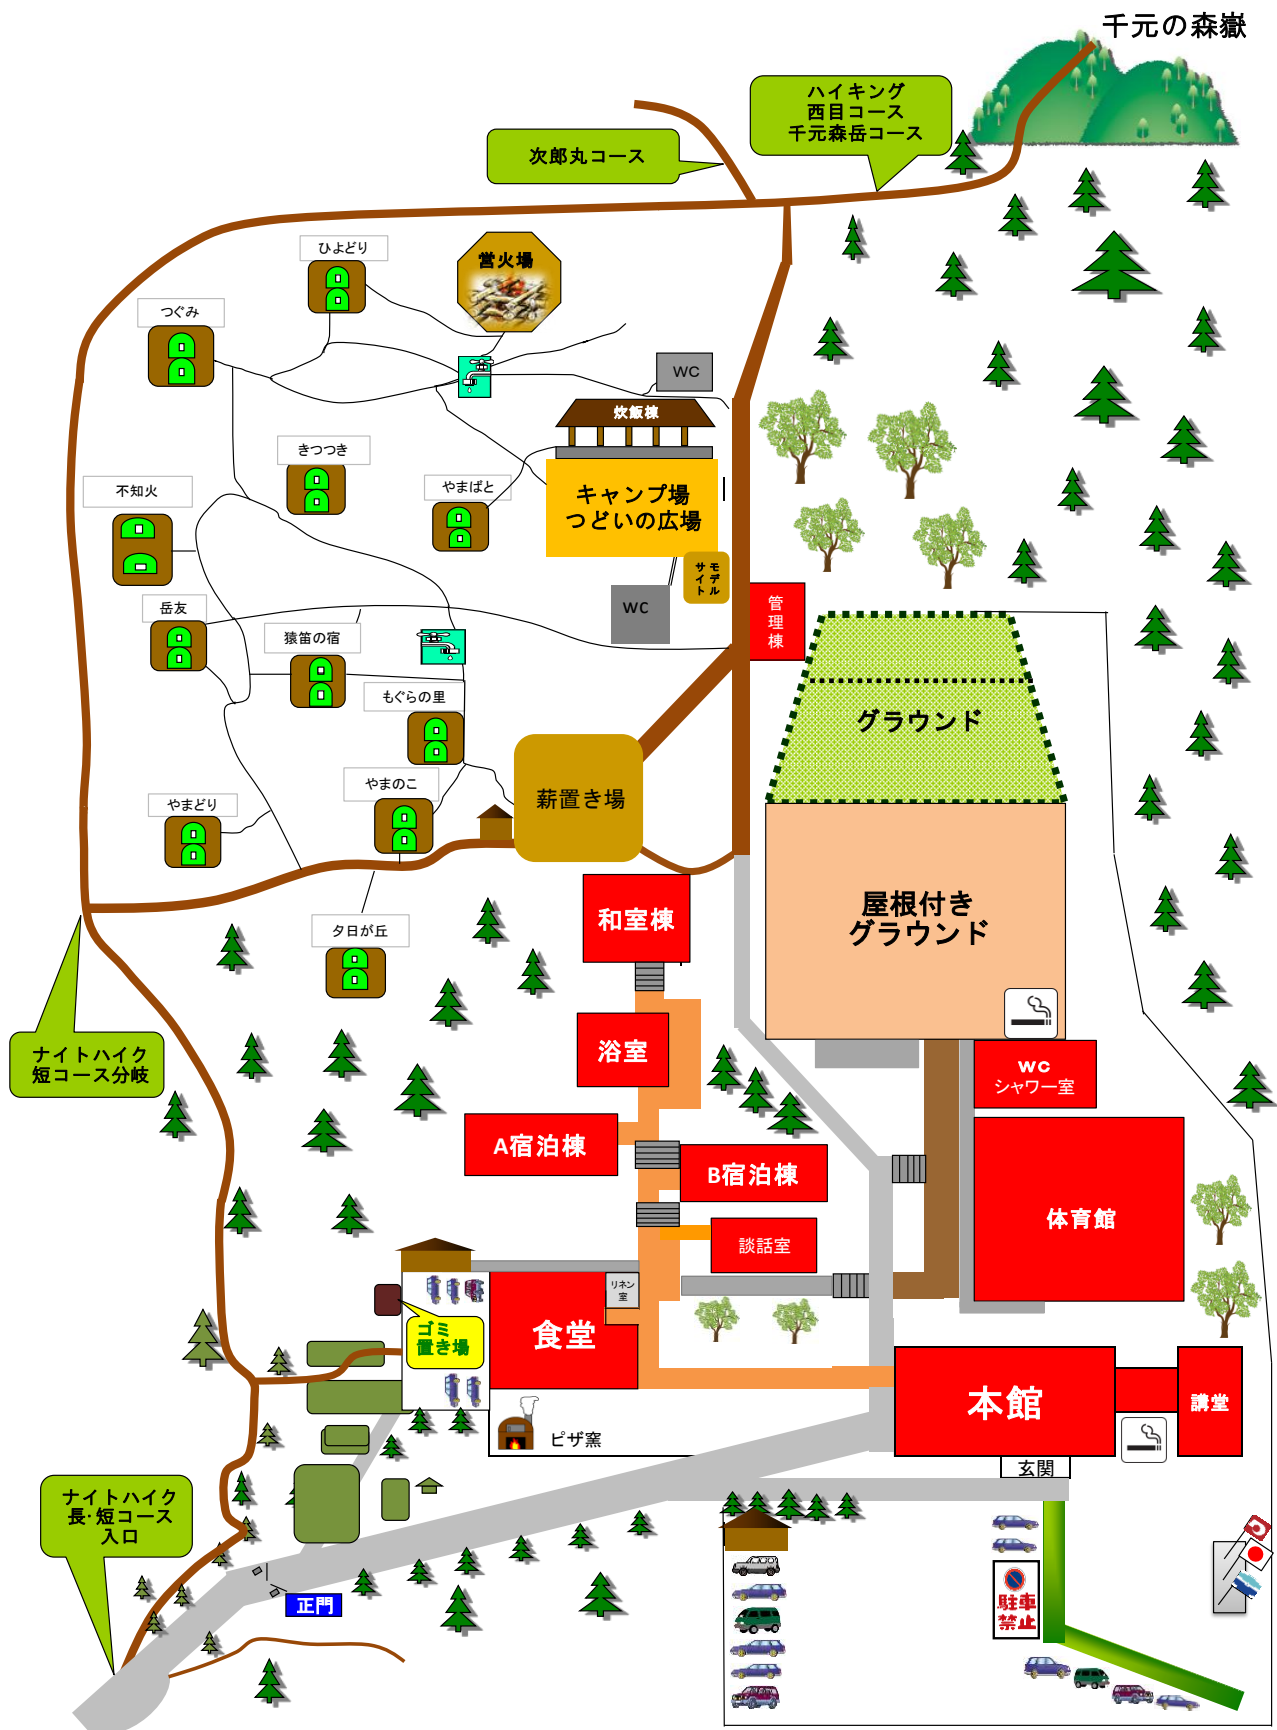 千元の森嶽
ハイキング
西目コース
千元森岳コース
次郎丸コース
ひよどり
営火場
つぐみ
WC
炊飯棟
きつつき
やまばと
不知火
キャンプ場
つどいの広場
モデル
サイト
WC
管理棟
岳友
猿笛の宿
もぐらの里
グラウンド
やまのこ
やまどり
薪置き場
夕日が丘
和室棟
屋根付き
グラウンド
ナイトハイク
短コース分岐
浴室
WC
シャワー室
A宿泊棟
B宿泊棟
体育館
談話室
リネン
室
ゴミ
置き場
食堂
本館
講堂
ピザ窯
玄関
ナイトハイク
長・短コース
入口
正門
駐車
禁止